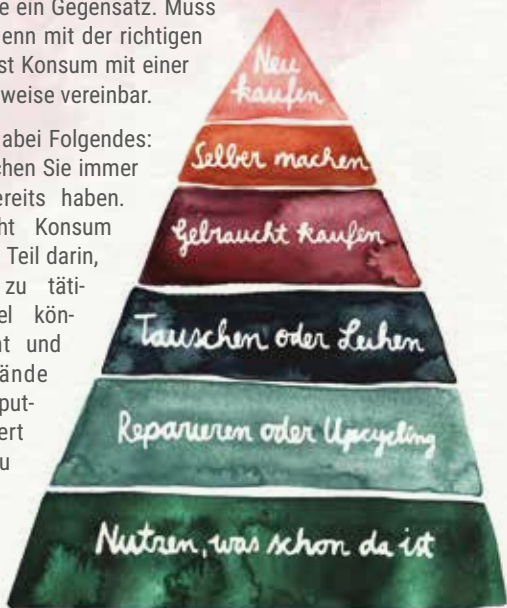 e ein Gegensatz. Muss
enn mit der richtigen
st Konsum mit einer
weise vereinbar.
abei Folgendes:
chen Sie immer
ereits haben.
ht Konsum
Teil darin,
zu täti-
el kön-
nt und
ände
put-
ert
u
Neu
kaufen
Selber machen
Gebraucht kaufen
Tauschen oder Leihen
Reparieren oder Upcycling
Nutzen, was schon da ist